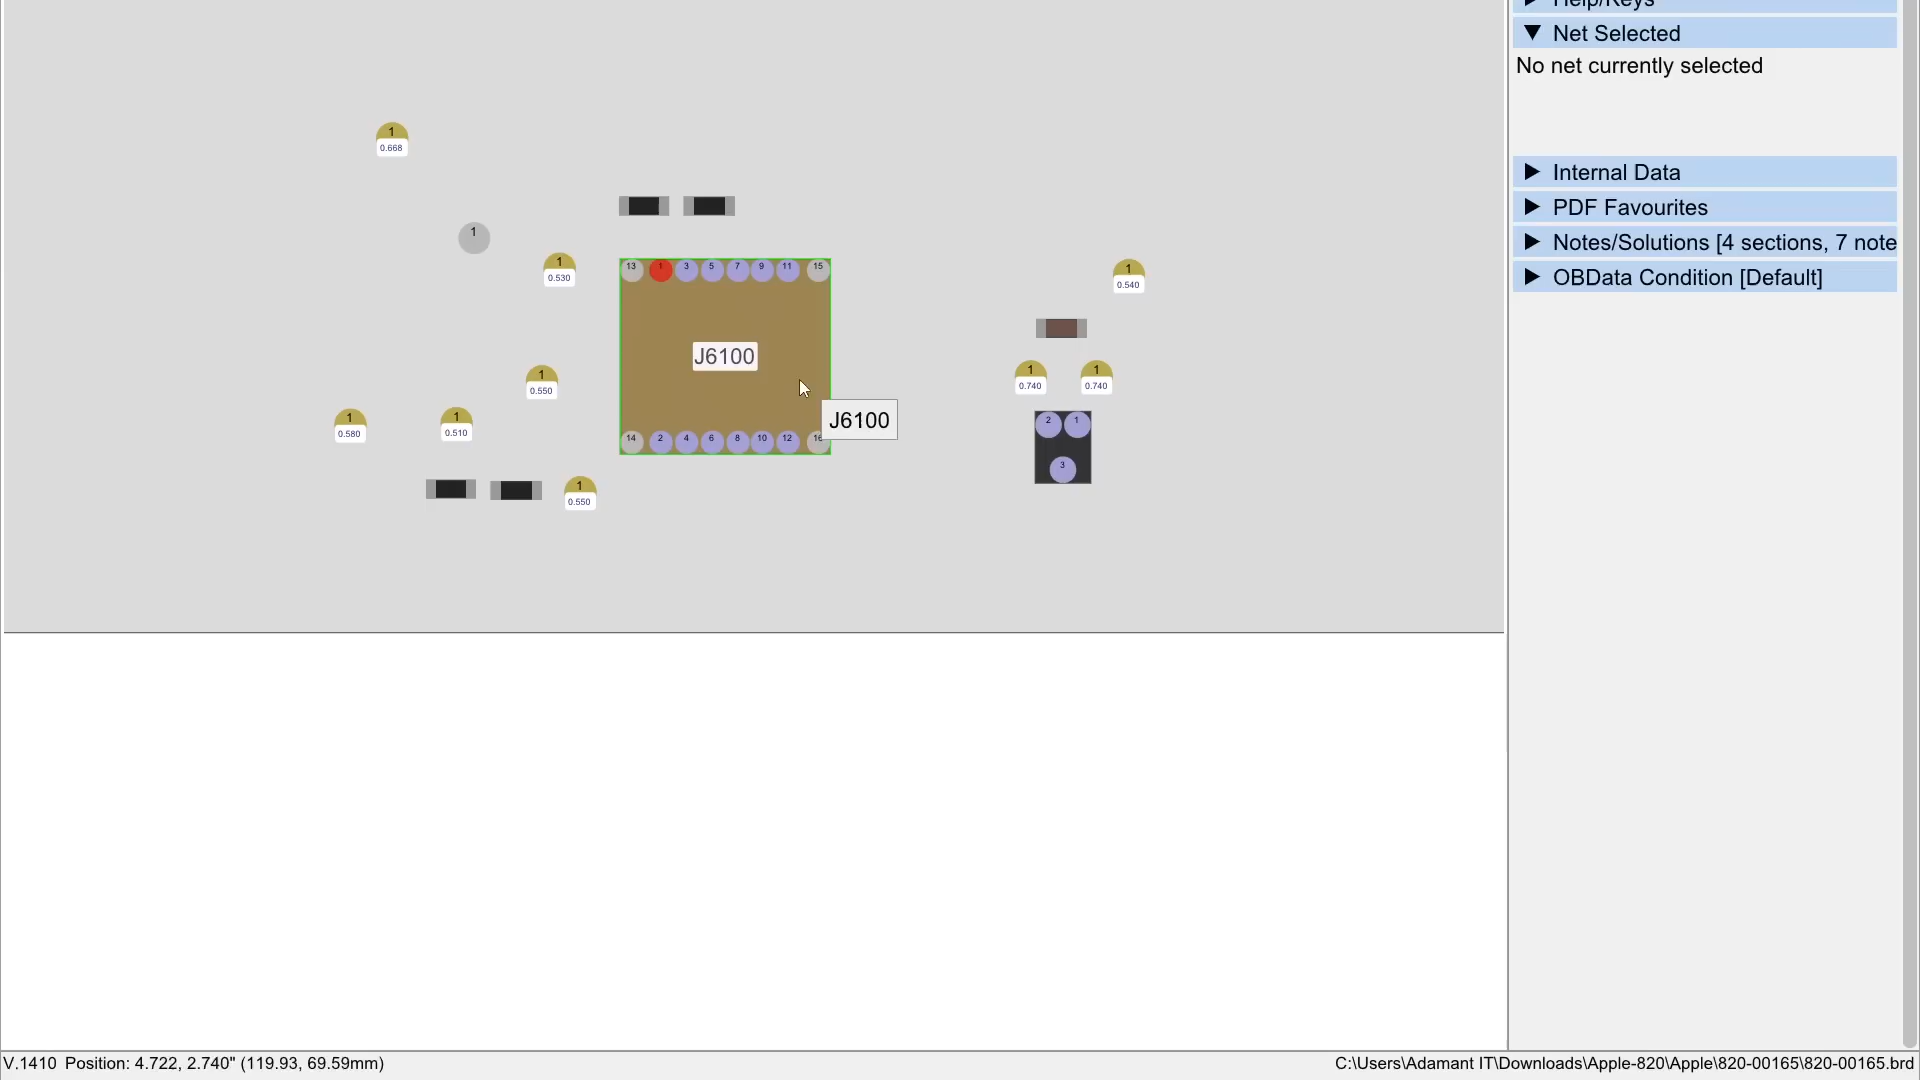 Help/Keys
Net Selected
No net currently selected
Internal Data
PDF Favourites
Notes/Solutions [4 sections, 7 note
OBData Condition [Default]
1
0.668
1
1
0.530
1
0.540
13 1 3 5 7 9 11 15
J6100
1
0.550
1
0.740
1
0.740
1
0.580
1
0.510
J6100
2 1
3
14 2 4 6 8 10 12 16
1
0.550
V.1410 Position: 4.722, 2.740" (119.93, 69.59mm)
C:\Users\Adamant IT\Downloads\Apple-820\Apple\820-00165\820-00165.brd